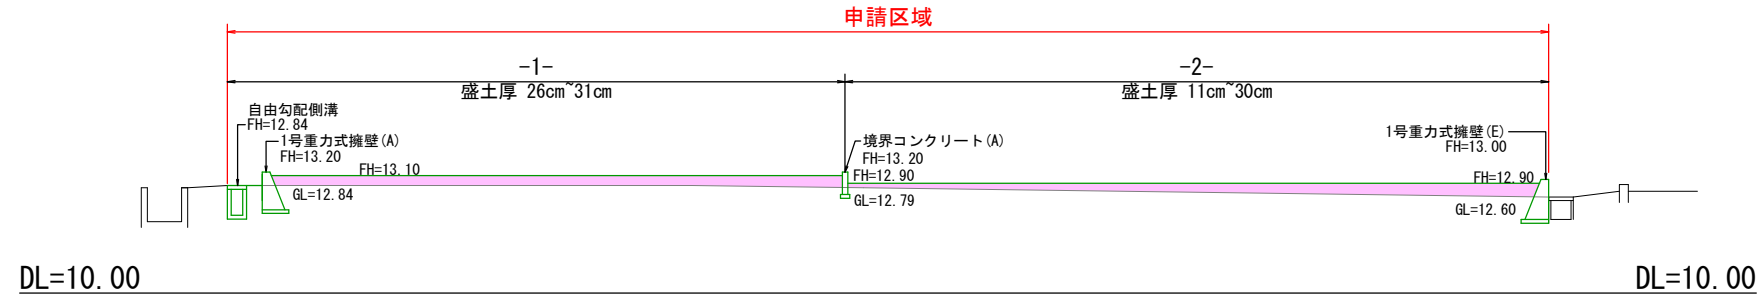 申請区域
-1-
盛土厚 26cm~31cm
-2-
盛土厚 11cm~30cm
自由勾配側溝
FH=12.84
1号重力式擁壁(A)
FH=13.20
FH=13.10
GL=12.84
境界コンクリート(A)
FH=13.20
FH=12.90
GL=12.79
1号重力式擁壁(E)
FH=13.00
FH=12.90
GL=12.60
DL=10.00
DL=10.00